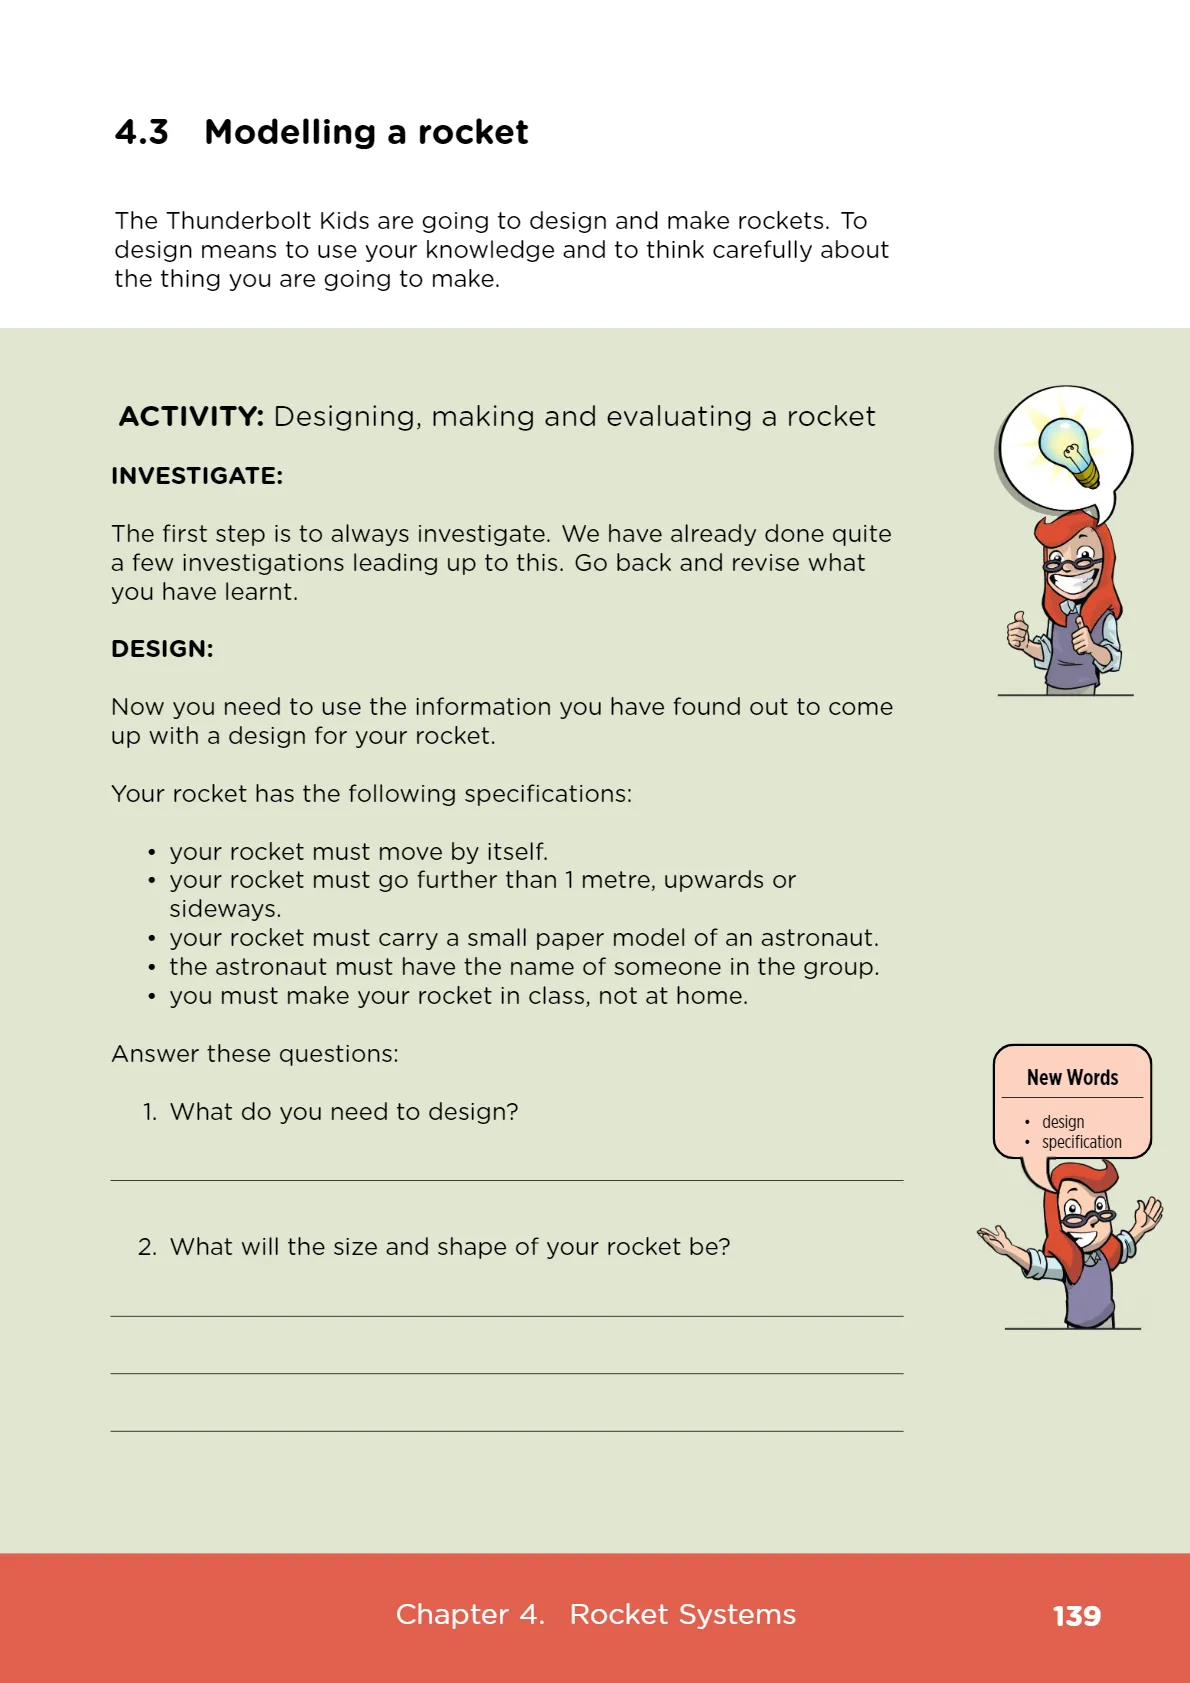 4.3 Modelling a rocket
The Thunderbolt Kids are going to design and make rockets. To
design means to use your knowledge and to think carefully about
the thing you are going to make.
ACTIVITY: Designing, making and evaluating a rocket
INVESTIGATE:
The first step is to always investigate. We have already done quite
a few investigations leading up to this. Go back and revise what
you have learnt.
DESIGN:
Now you need to use the information you have found out to come
up with a design for your rocket.
Your rocket has the following specifications:
• your rocket must move by itself.
• your rocket must go further than 1 metre, upwards or
sideways.
• your rocket must carry a small paper model of an astronaut.
• the astronaut must have the name of someone in the group.
• you must make your rocket in class, not at home.
Answer these questions:
1. What do you need to design?
2. What will the size and shape of your rocket be?
New Words
• design
• specification
Chapter 4. Rocket Systems
139